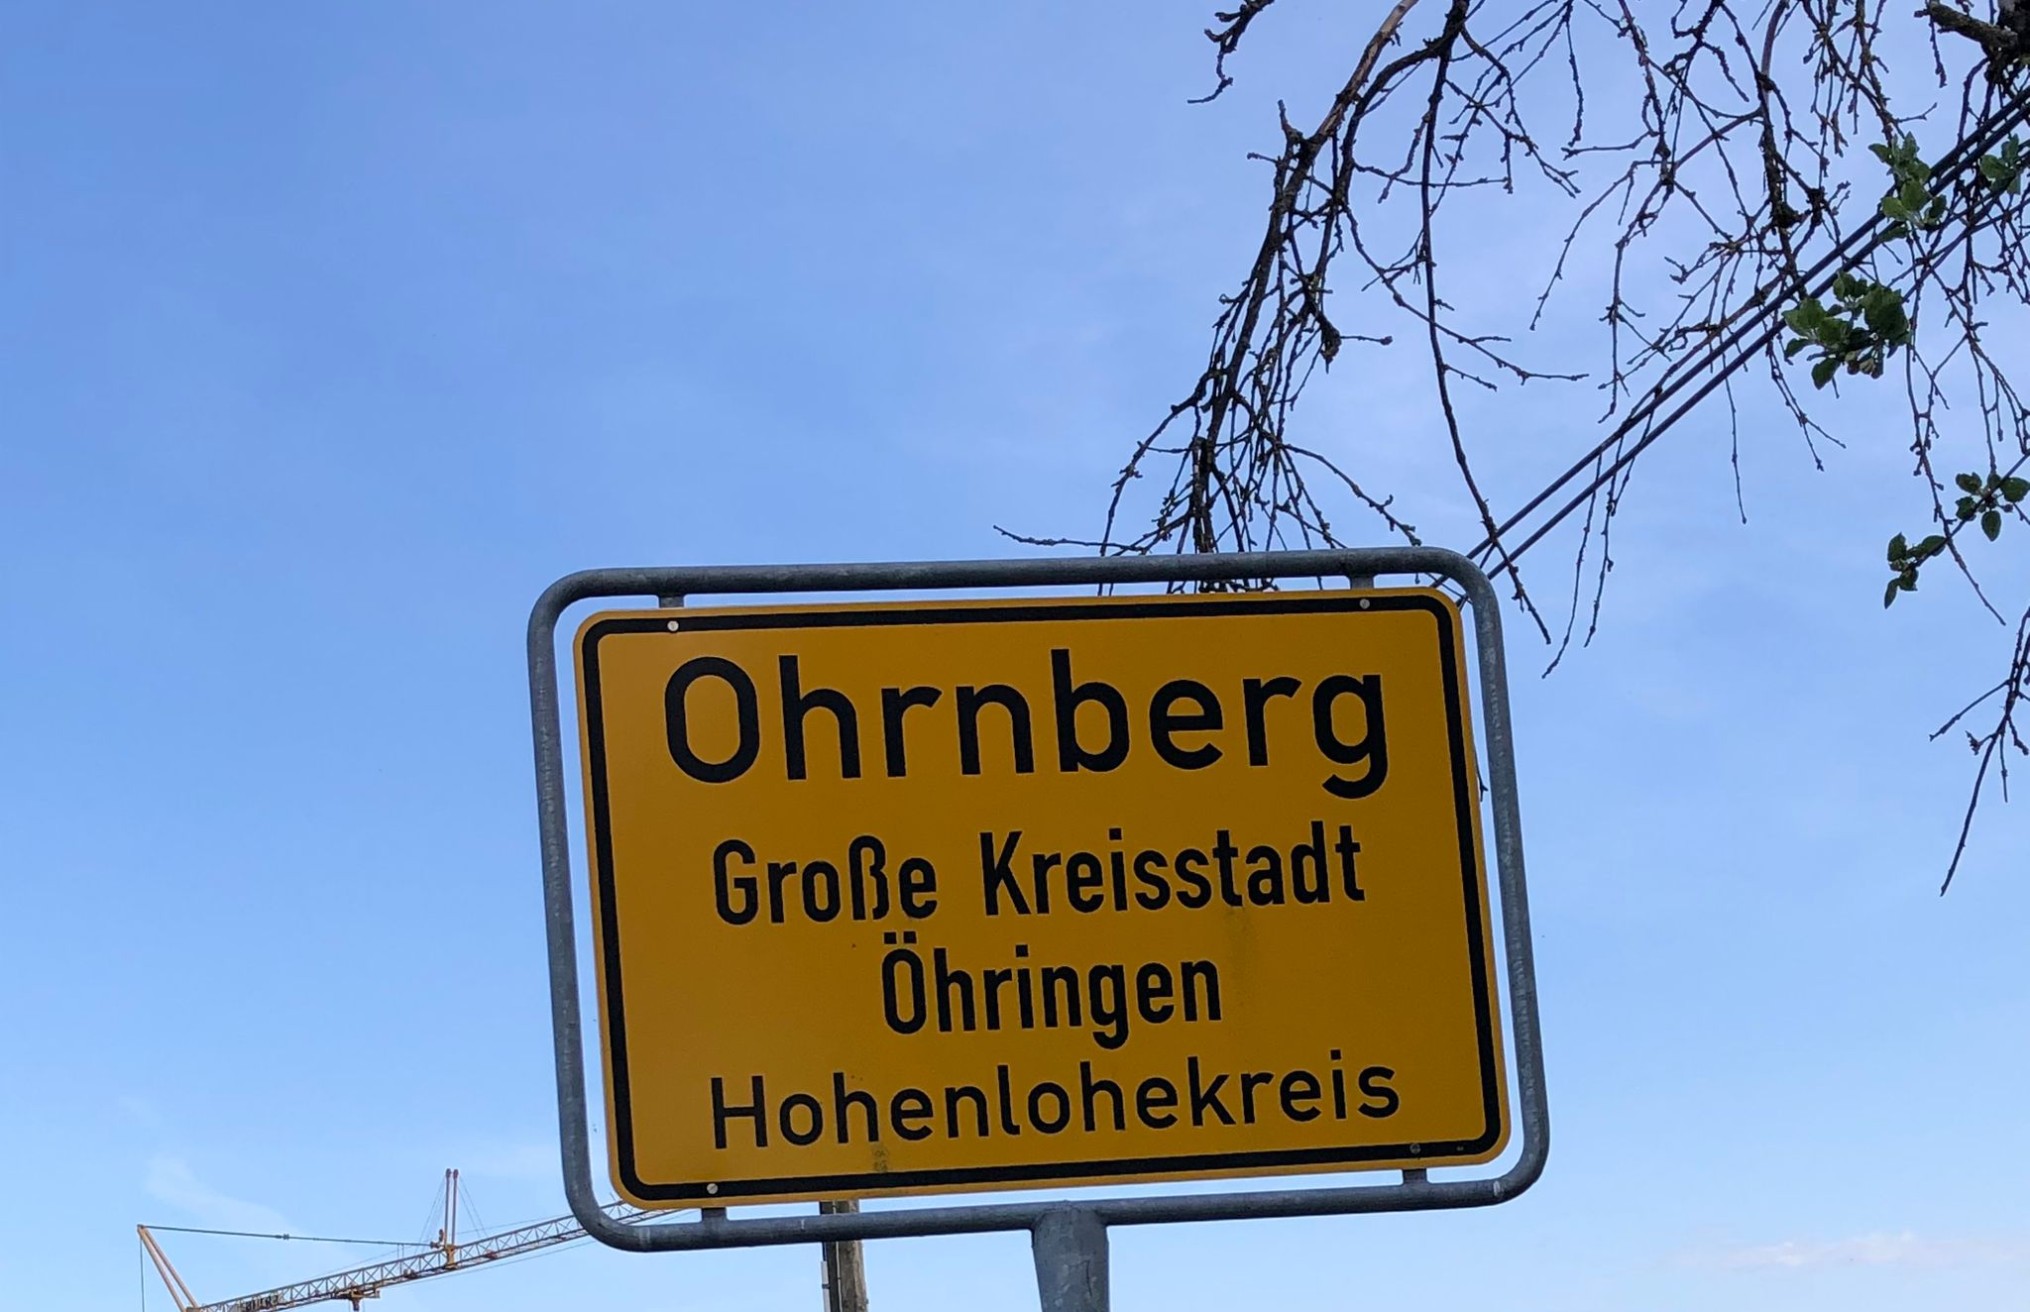 Ohrnberg
Große Kreisstadt
Öhringen
Hohenlohekreis